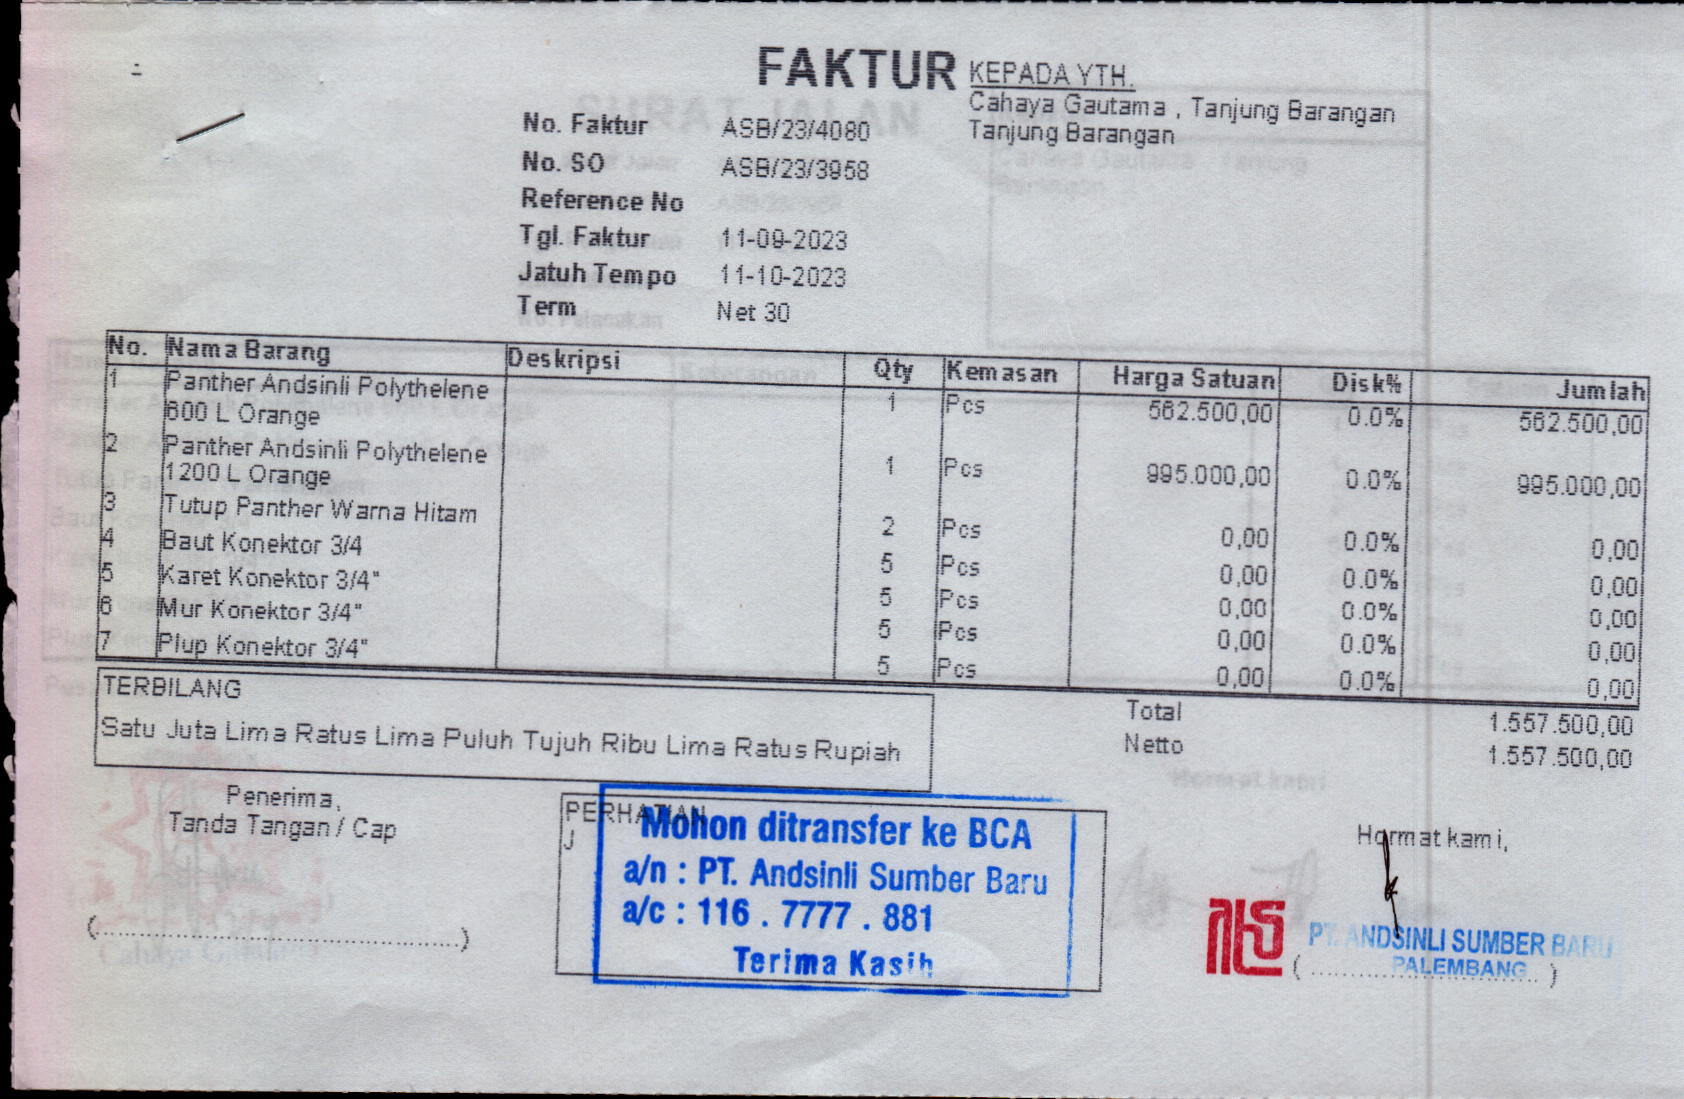 FAKTUR
KEPADA YTH.
Cahaya Gautama , Tanjung Barangan
Tanjung Barangan
No. Faktur ASB/23/4080
No. SO ASB/23/3958
Reference No
Tgl. Faktur 11-09-2023
Jatuh Tempo 11-10-2023
Term Net 30
No. Nama Barang Deskripsi Qty Kemasan Harga Satuan Disk% Jumlah
1 Panther Andsinli Polythelene 1 Pcs 562.500,00 0.0% 562.500,00
600 L Orange
2 Panther Andsinli Polythelene 1 Pcs 995.000,00 0.0% 995.000,00
1200 L Orange
3 Tutup Panther Warna Hitam 2 Pcs 0,00 0.0% 0,00
4 Baut Konektor 3/4 5 Pcs 0,00 0.0% 0,00
5 Karet Konektor 3/4" 5 Pcs 0,00 0.0% 0,00
6 Mur Konektor 3/4" 5 Pcs 0,00 0.0% 0,00
7 Plup Konektor 3/4" 5 Pcs 0,00 0.0% 0,00
TERBILANG
Satu Juta Lima Ratus Lima Puluh Tujuh Ribu Lima Ratus Rupiah
Total 1.557.500,00
Netto 1.557.500,00
Penerima,
Tanda Tangan / Cap
(..........................................)
PERHATIAN
J
Mohon ditransfer ke BCA
a/n : PT. Andsinli Sumber Baru
a/c : 116 . 7777 . 881
Terima Kasih
Hormat kami,
PT. ANDSINLI SUMBER BARU
PALEMBANG
(..........................)